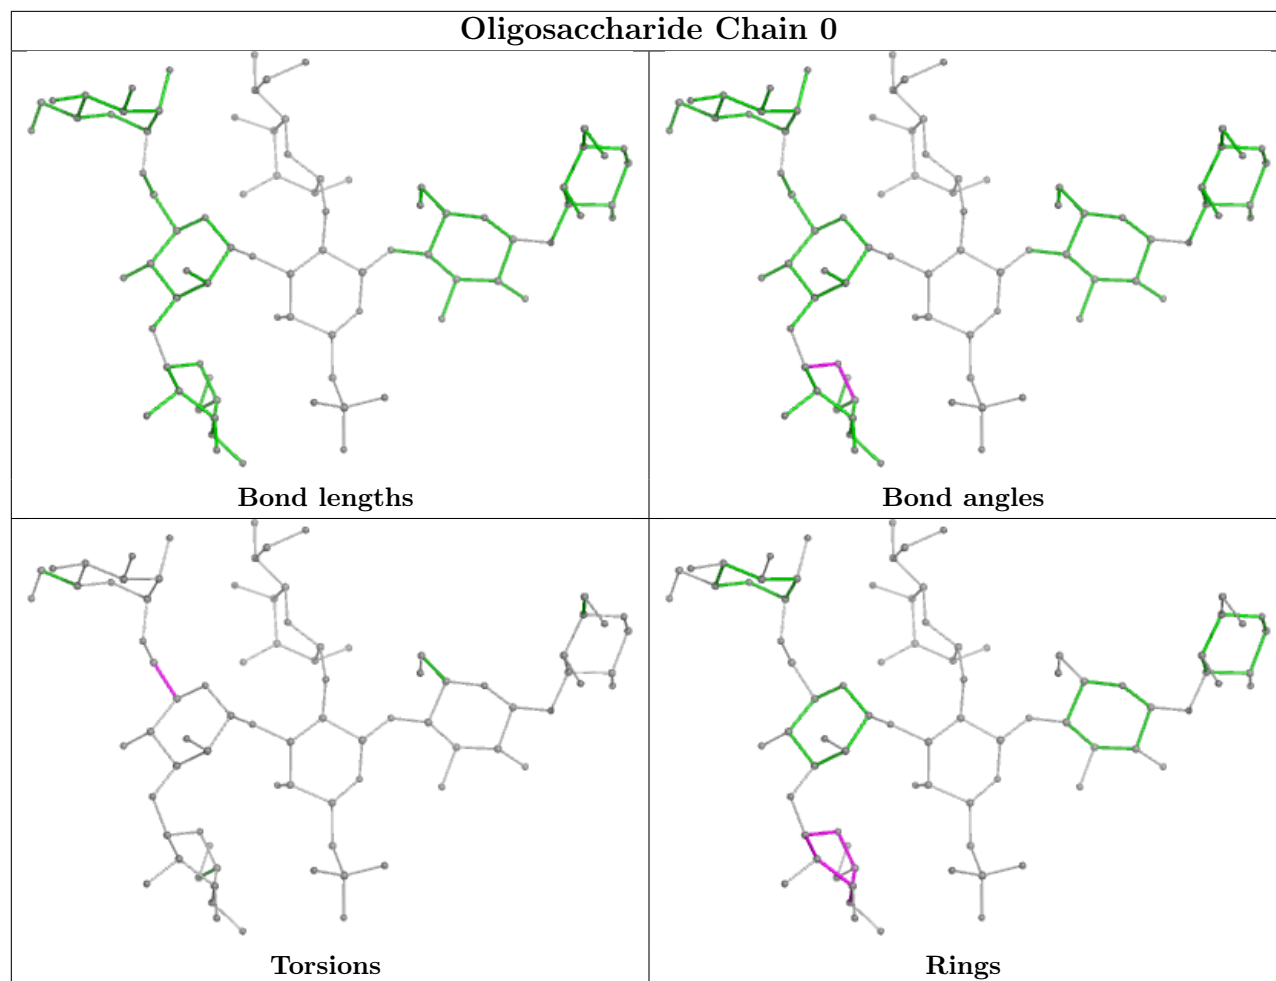 Oligosaccharide Chain 0
Bond lengths
Bond angles
Torsions
Rings